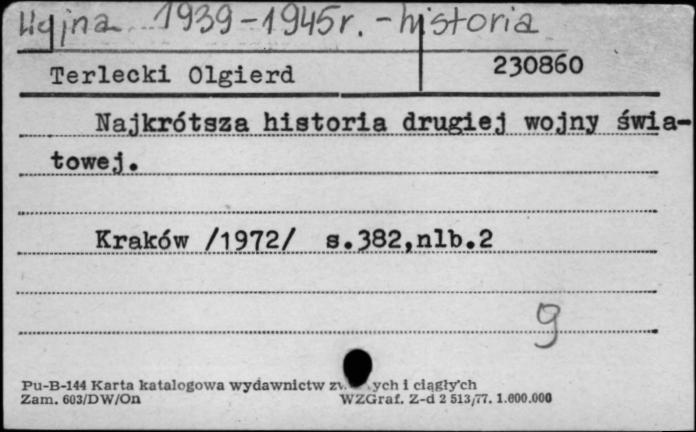 Wojna 1939-1945r. - historia
Terlecki Olgierd 230860
Najkrótsza historia drugiej wojny świa-
towej.
Kraków /1972/ s.382,nlb.2
9
Pu-B-144 Karta katalogowa wydawnictw i ciągłych
Zam. 603/DW/On WZGraf. Z-d 2 513/77. 1.000.000